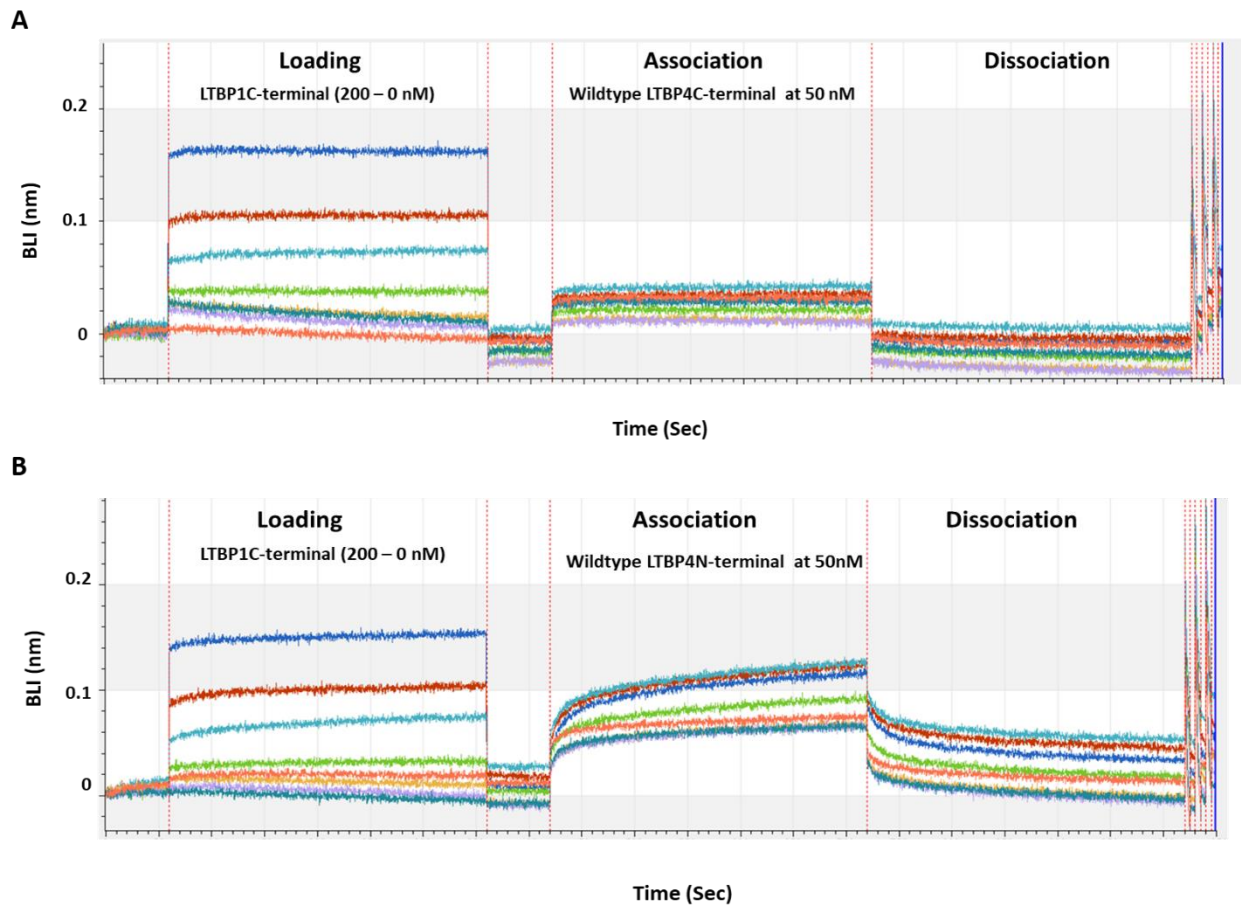 A
Loading
Association
Dissociation
LTBP1C-terminal (200 – 0 nM)
Wildtype LTBP4C-terminal at 50 nM
0.2
0.1
0
BLI (nm)
Time (Sec)
B
Loading
Association
Dissociation
LTBP1C-terminal (200 – 0 nM)
Wildtype LTBP4N-terminal at 50nM
0.2
0.1
0
BLI (nm)
Time (Sec)